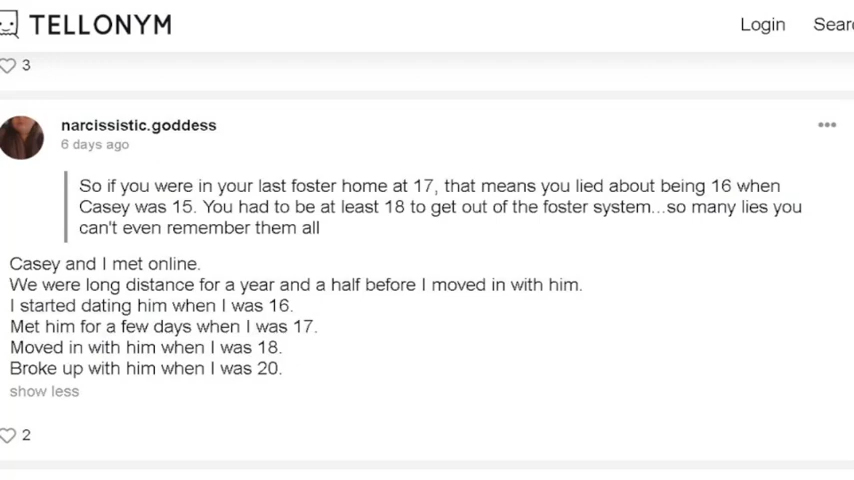 TELLONYM
Login
3
narcissistic.goddess
6 days ago
So if you were in your last foster home at 17, that means you lied about being 16 when
Casey was 15. You had to be at least 18 to get out of the foster system...so many lies you
can't even remember them all
Casey and I met online.
We were long distance for a year and a half before I moved in with him.
I started dating him when I was 16.
Met him for a few days when I was 17.
Moved in with him when I was 18.
Broke up with him when I was 20.
show less
2